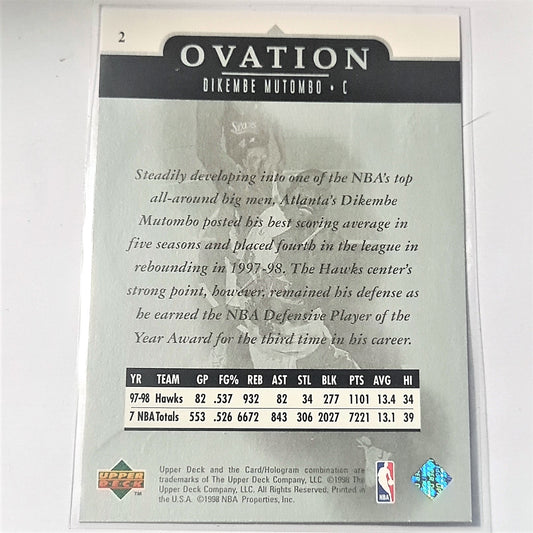 2
OVATION
DIKEMBE MUTOMBO • C
Steadily developing into one of the NBA's top
all-around big men, Atlanta's Dikembe
Mutombo posted his best scoring average in
five seasons and placed fourth in the league in
rebounding in 1997-98. The Hawks center's
strong point, however, remained his defense as
he earned the NBA Defensive Player of the
Year Award for the third time in his career.
YR TEAM GP FG% REB AST STL BLK PTS AVG HI
97-98 Hawks 82 .537 932 82 34 277 1101 13.4 34
7 NBA Totals 553 .526 6672 843 306 2027 7221 13.1 39
UPPER DECK TM
Upper Deck and the Card/Hologram combination are
trademarks of The Upper Deck Company, LLC. ©1998 The
Upper Deck Company, LLC. All Rights Reserved. Printed in
the U.S.A. ©1998 NBA Properties, Inc.
NBA